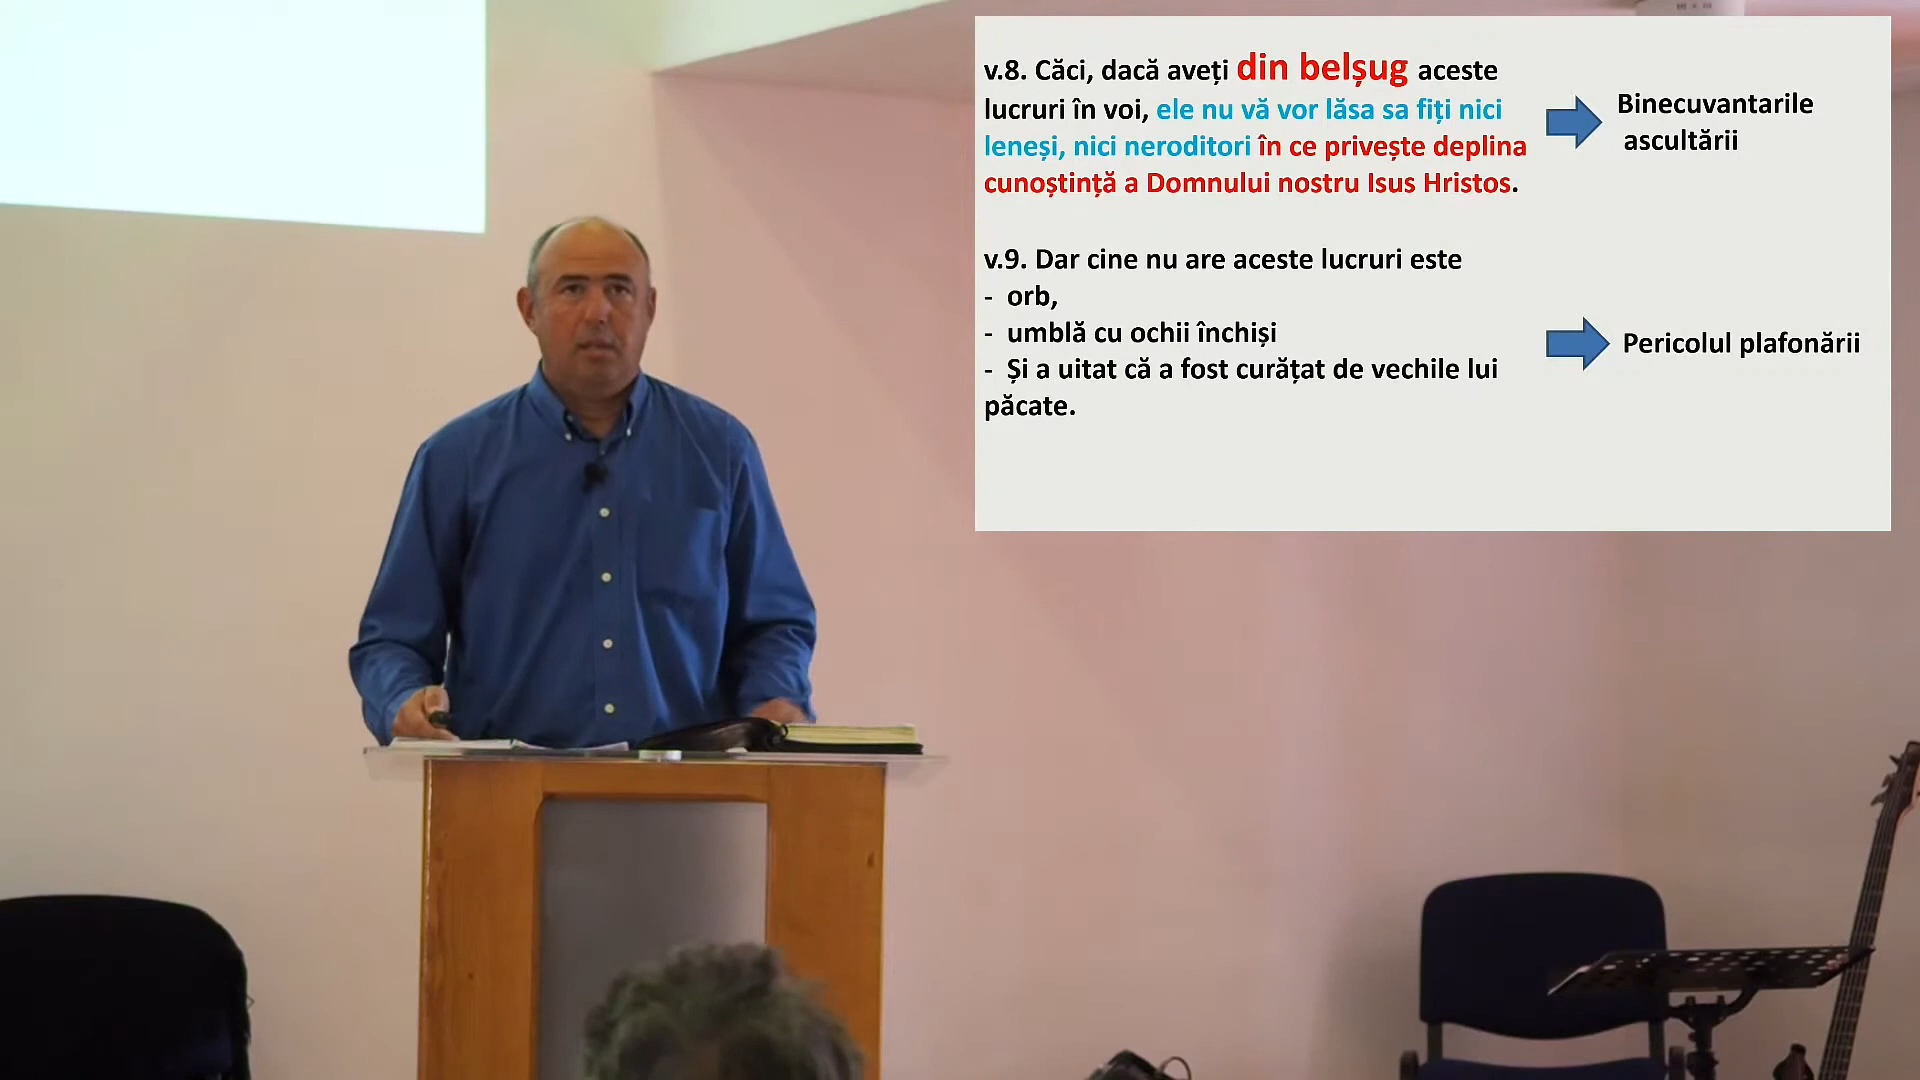 v.8. Căci, dacă aveți din belșug aceste
lucruri în voi, ele nu vă vor lăsa sa fiți nici
leneși, nici neroditori în ce privește deplina
cunoștință a Domnului nostru Isus Hristos.
Binecuvantarile
ascultării
v.9. Dar cine nu are aceste lucruri este
- orb,
- umblă cu ochii închiși
- Și a uitat că a fost curățat de vechile lui
păcate.
Pericolul plafonării